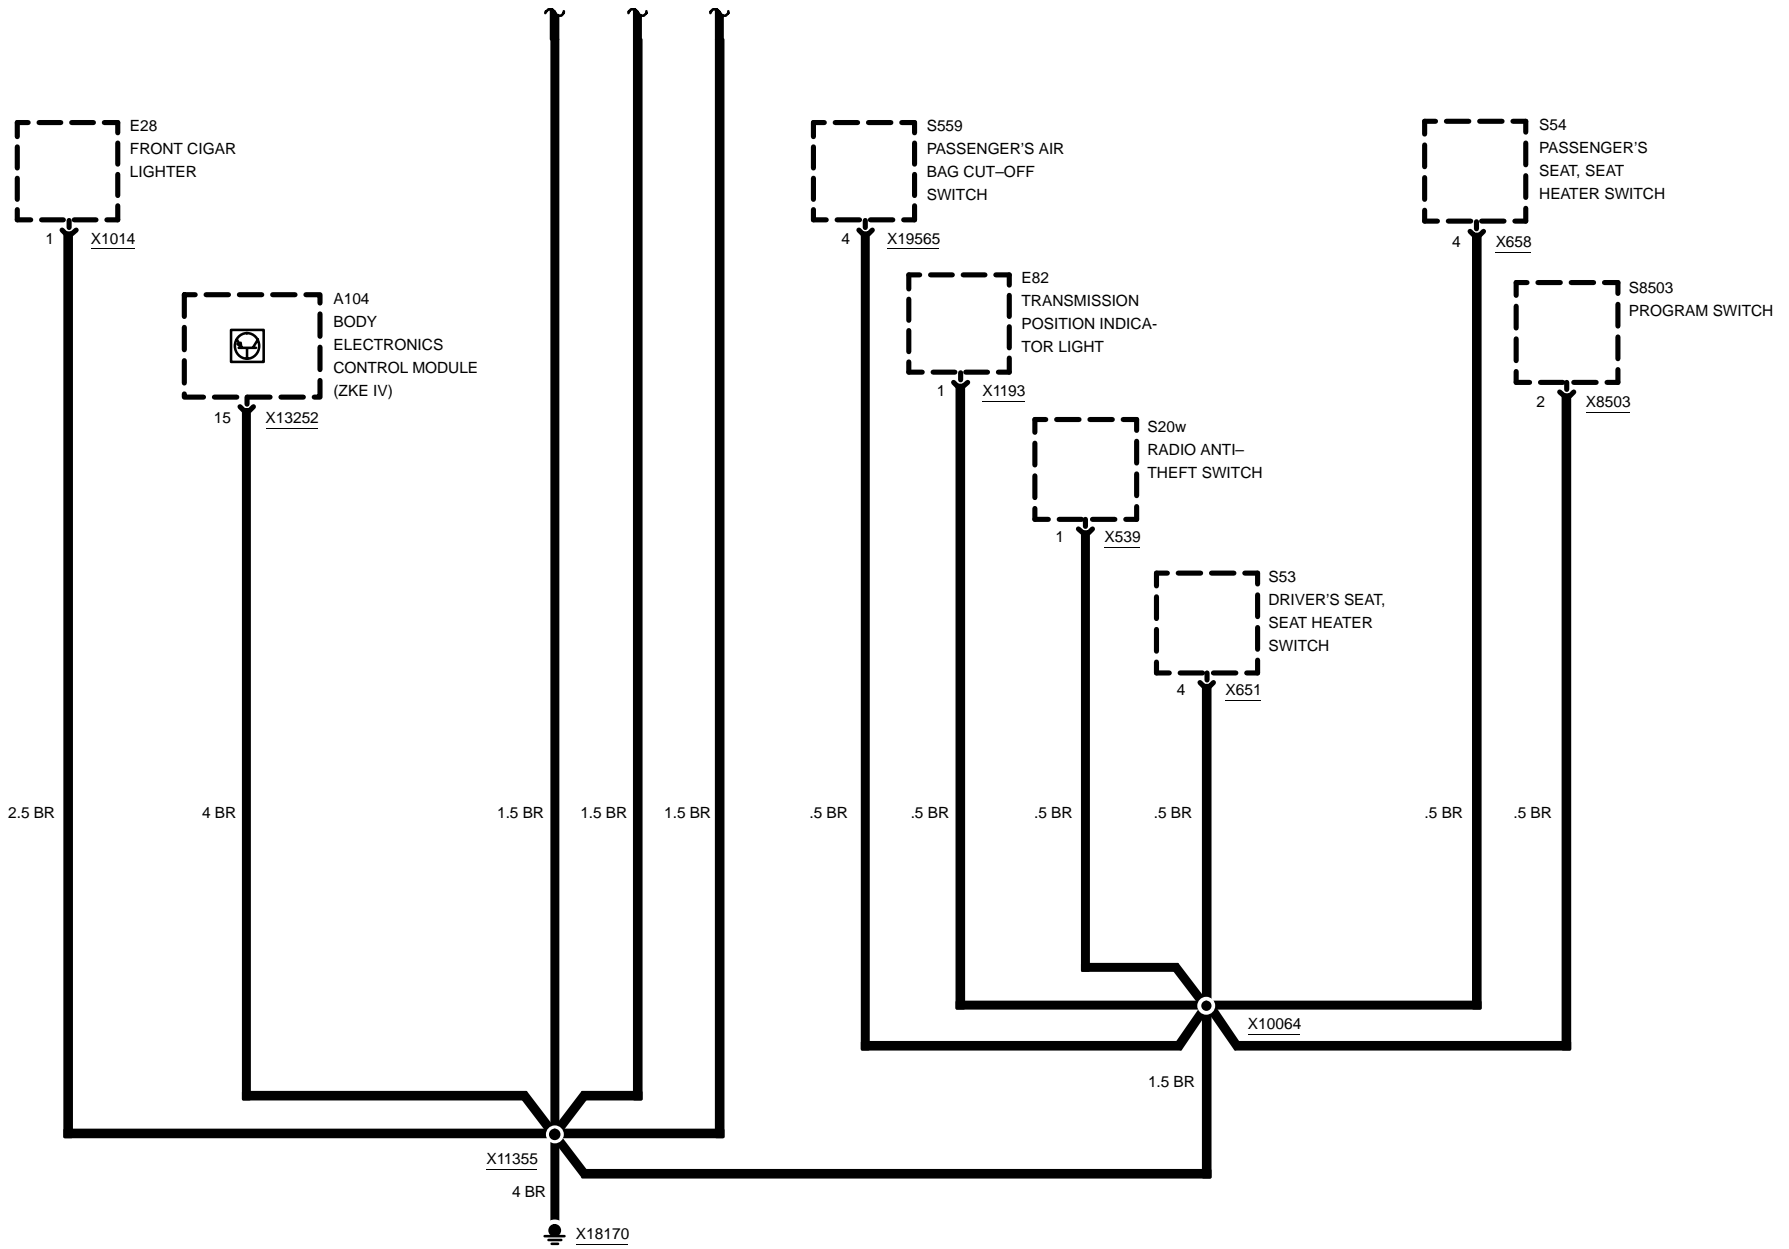 E28
FRONT CIGAR
LIGHTER
1
X1014
A104
BODY
ELECTRONICS
CONTROL MODULE
(ZKE IV)
15
X13252
S559
PASSENGER'S AIR
BAG CUT–OFF
SWITCH
4
X19565
E82
TRANSMISSION
POSITION INDICA-
TOR LIGHT
1
X1193
S20w
RADIO ANTI–
THEFT SWITCH
1
X539
S53
DRIVER'S SEAT,
SEAT HEATER
SWITCH
4
X651
S54
PASSENGER'S
SEAT, SEAT
HEATER SWITCH
4
X658
S8503
PROGRAM SWITCH
2
X8503
2.5 BR
4 BR
1.5 BR
1.5 BR
1.5 BR
.5 BR
.5 BR
.5 BR
.5 BR
.5 BR
.5 BR
X10064
1.5 BR
X11355
4 BR
X18170